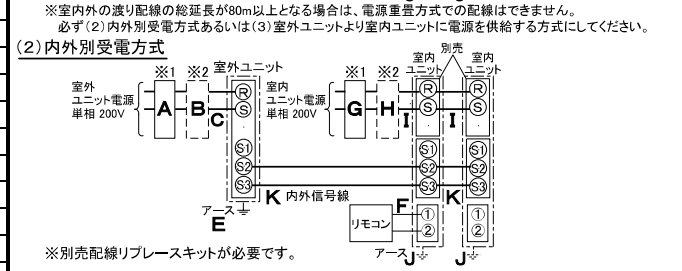 ※室内外の渡り配線の総延長が80m以上となる場合は、電源重畳方式での配線はできません。
必ず(2)内外別受電方式あるいは(3)室外ユニットより室内ユニットに電源を供給する方式にしてください。
(2)内外別受電方式
別売
※1 ※2 室外ユニット ※1 ※2 室内ユニット 室内ユニット
室外
ユニット電源
単相 200V
A B C
R
S
S1
S2
S3
室内
ユニット電源
単相 200V
G H I I
R R
S S
S1 S1
S2 S2
S3 S3
K 内外信号線 K
アース
E
リモコン F
① ①
② ②
アース J J
※別売配線リプレースキットが必要です。